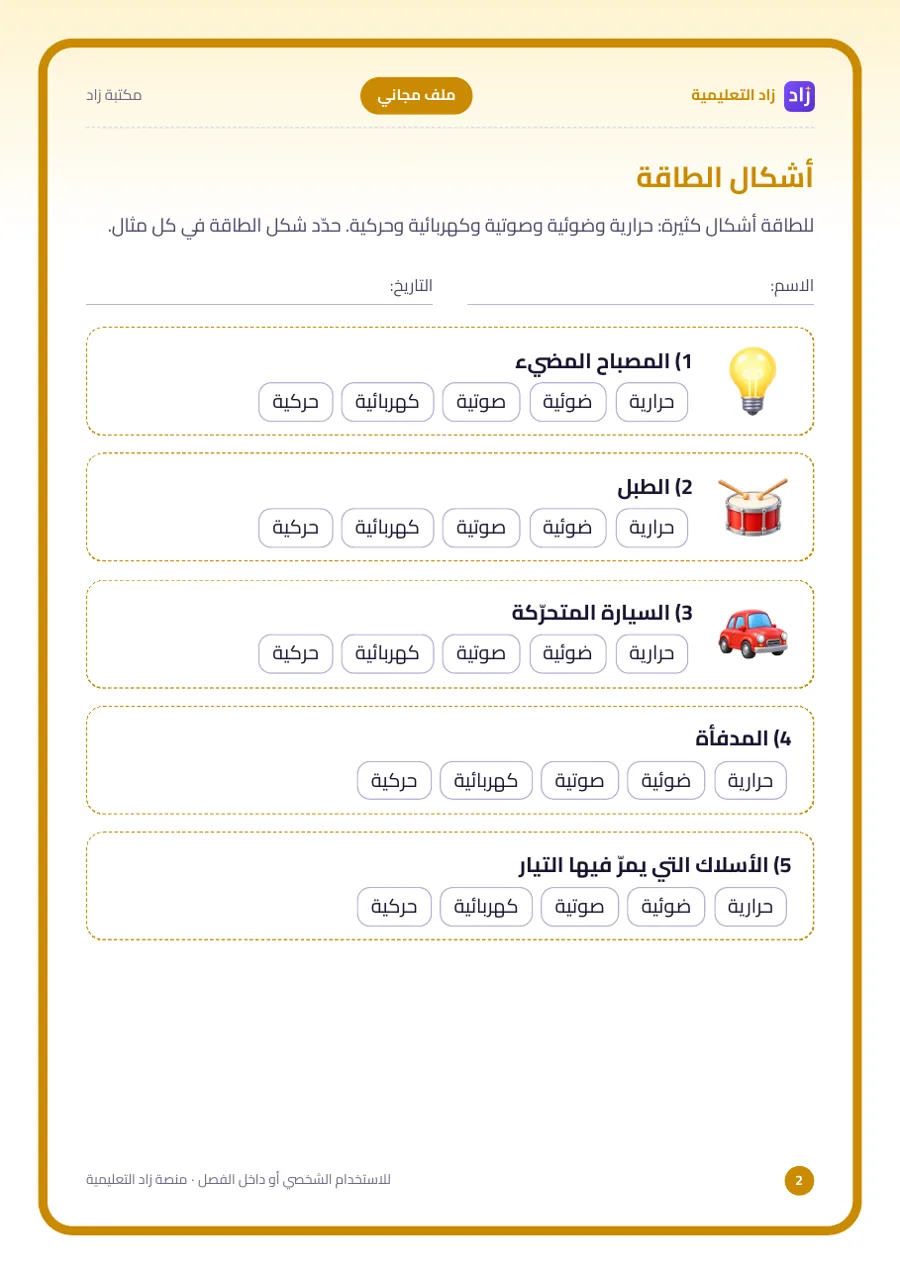 زاد زاد التعليمية
ملف مجاني
مكتبة زاد
أشكال الطاقة
للطاقة أشكال كثيرة: حرارية وضوئية وصوتية وكهربائية وحركية. حدّد شكل الطاقة في كل مثال.
الاسم:
التاريخ:
1) المصباح المضيء
حرارية ضوئية صوتية كهربائية حركية
2) الطبل
حرارية ضوئية صوتية كهربائية حركية
3) السيارة المتحرّكة
حرارية ضوئية صوتية كهربائية حركية
4) المدفأة
حرارية ضوئية صوتية كهربائية حركية
5) الأسلاك التي يمرّ فيها التيار
حرارية ضوئية صوتية كهربائية حركية
2
للاستخدام الشخصي أو داخل الفصل · منصة زاد التعليمية